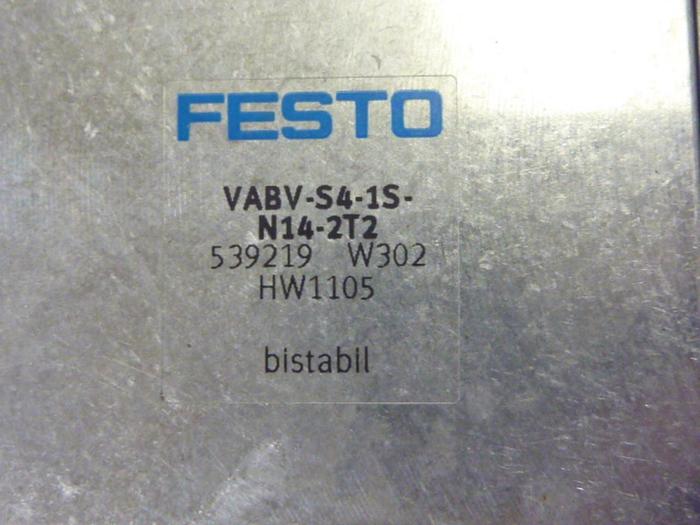 FESTO
VABV-S4-1S-
N14-2T2
539219 W302
HW1105
bistabil